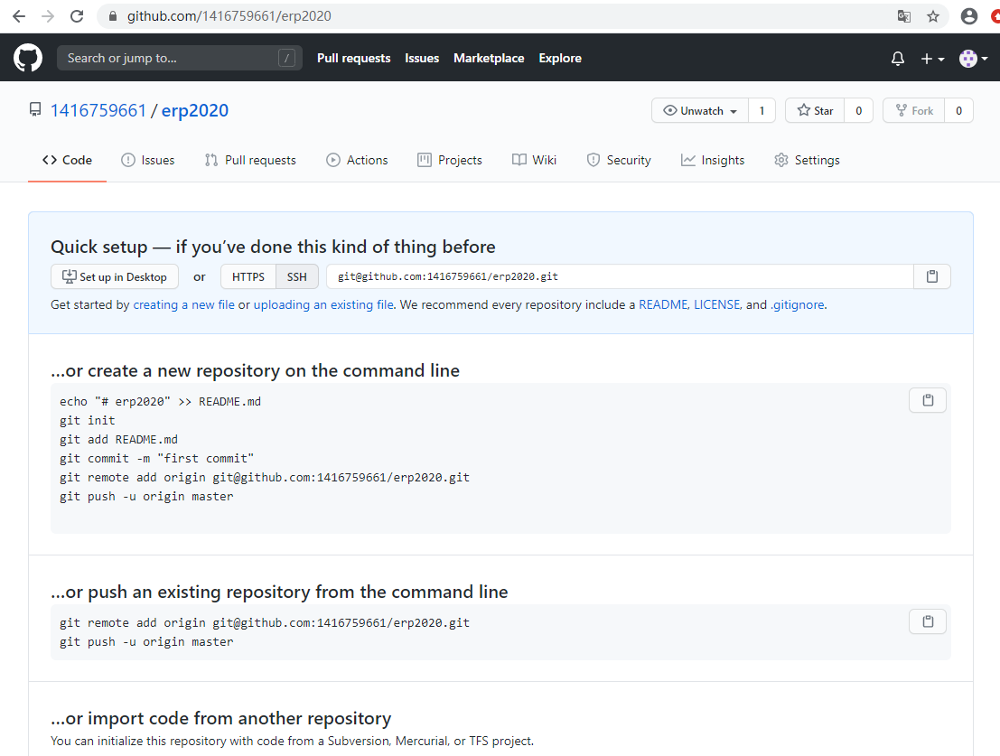 github.com/1416759661/erp2020
Search or jump to... / Pull requests Issues Marketplace Explore
1416759661 / erp2020 Unwatch 1 Star 0 Fork 0
Code Issues Pull requests Actions Projects Wiki Security Insights Settings
Quick setup — if you’ve done this kind of thing before
Set up in Desktop or HTTPS SSH git@github.com:1416759661/erp2020.git
Get started by creating a new file or uploading an existing file. We recommend every repository include a README, LICENSE, and .gitignore.
…or create a new repository on the command line
echo "# erp2020" >> README.md
git init
git add README.md
git commit -m "first commit"
git remote add origin git@github.com:1416759661/erp2020.git
git push -u origin master
…or push an existing repository from the command line
git remote add origin git@github.com:1416759661/erp2020.git
git push -u origin master
…or import code from another repository
You can initialize this repository with code from a Subversion, Mercurial, or TFS project.